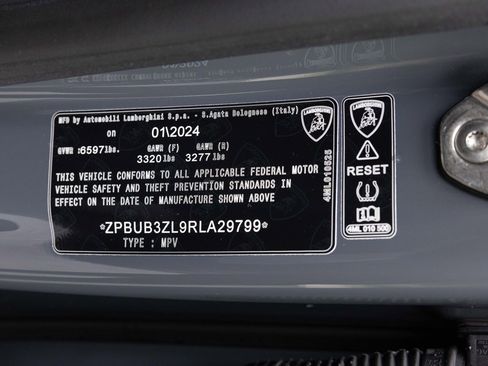 MFD by Automobili Lamborghini S.p.a. - S.Agata Bolognese (Italy)
on 01\2024
GVWR :6597lbs. GAWR (F) GAWR (R)
3320lbs 3277lbs
THIS VEHICLE CONFORMS TO ALL APPLICABLE FEDERAL MOTOR
VEHICLE SAFETY AND THEFT PREVENTION STANDARDS IN
EFFECT ON THE DATE OF MANUFACTURE SHOWN ABOVE.
*ZPBUB3ZL9RLA29799*
TYPE : MPV
4ML010525
LAMBORGHINI
RESET
4ML 010 500